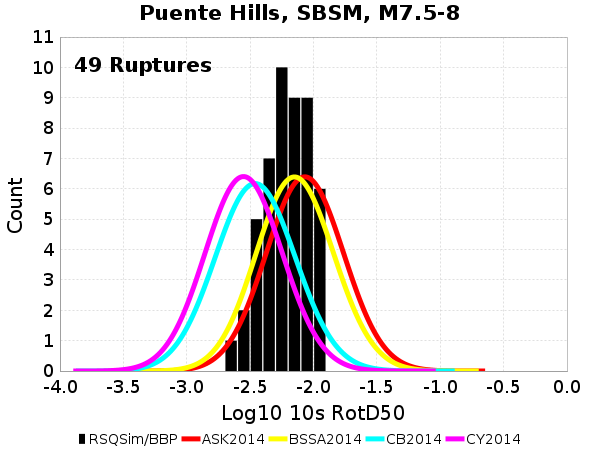 Puente Hills, SBSM, M7.5-8
11
49 Ruptures
10
9
8
7
6
5
4
3
2
1
0
Count
-4.0 -3.5 -3.0 -2.5 -2.0 -1.5 -1.0 -0.5 0.0
Log10 10s RotD50
RSQSim/BBP ASK2014 BSSA2014 CB2014 CY2014